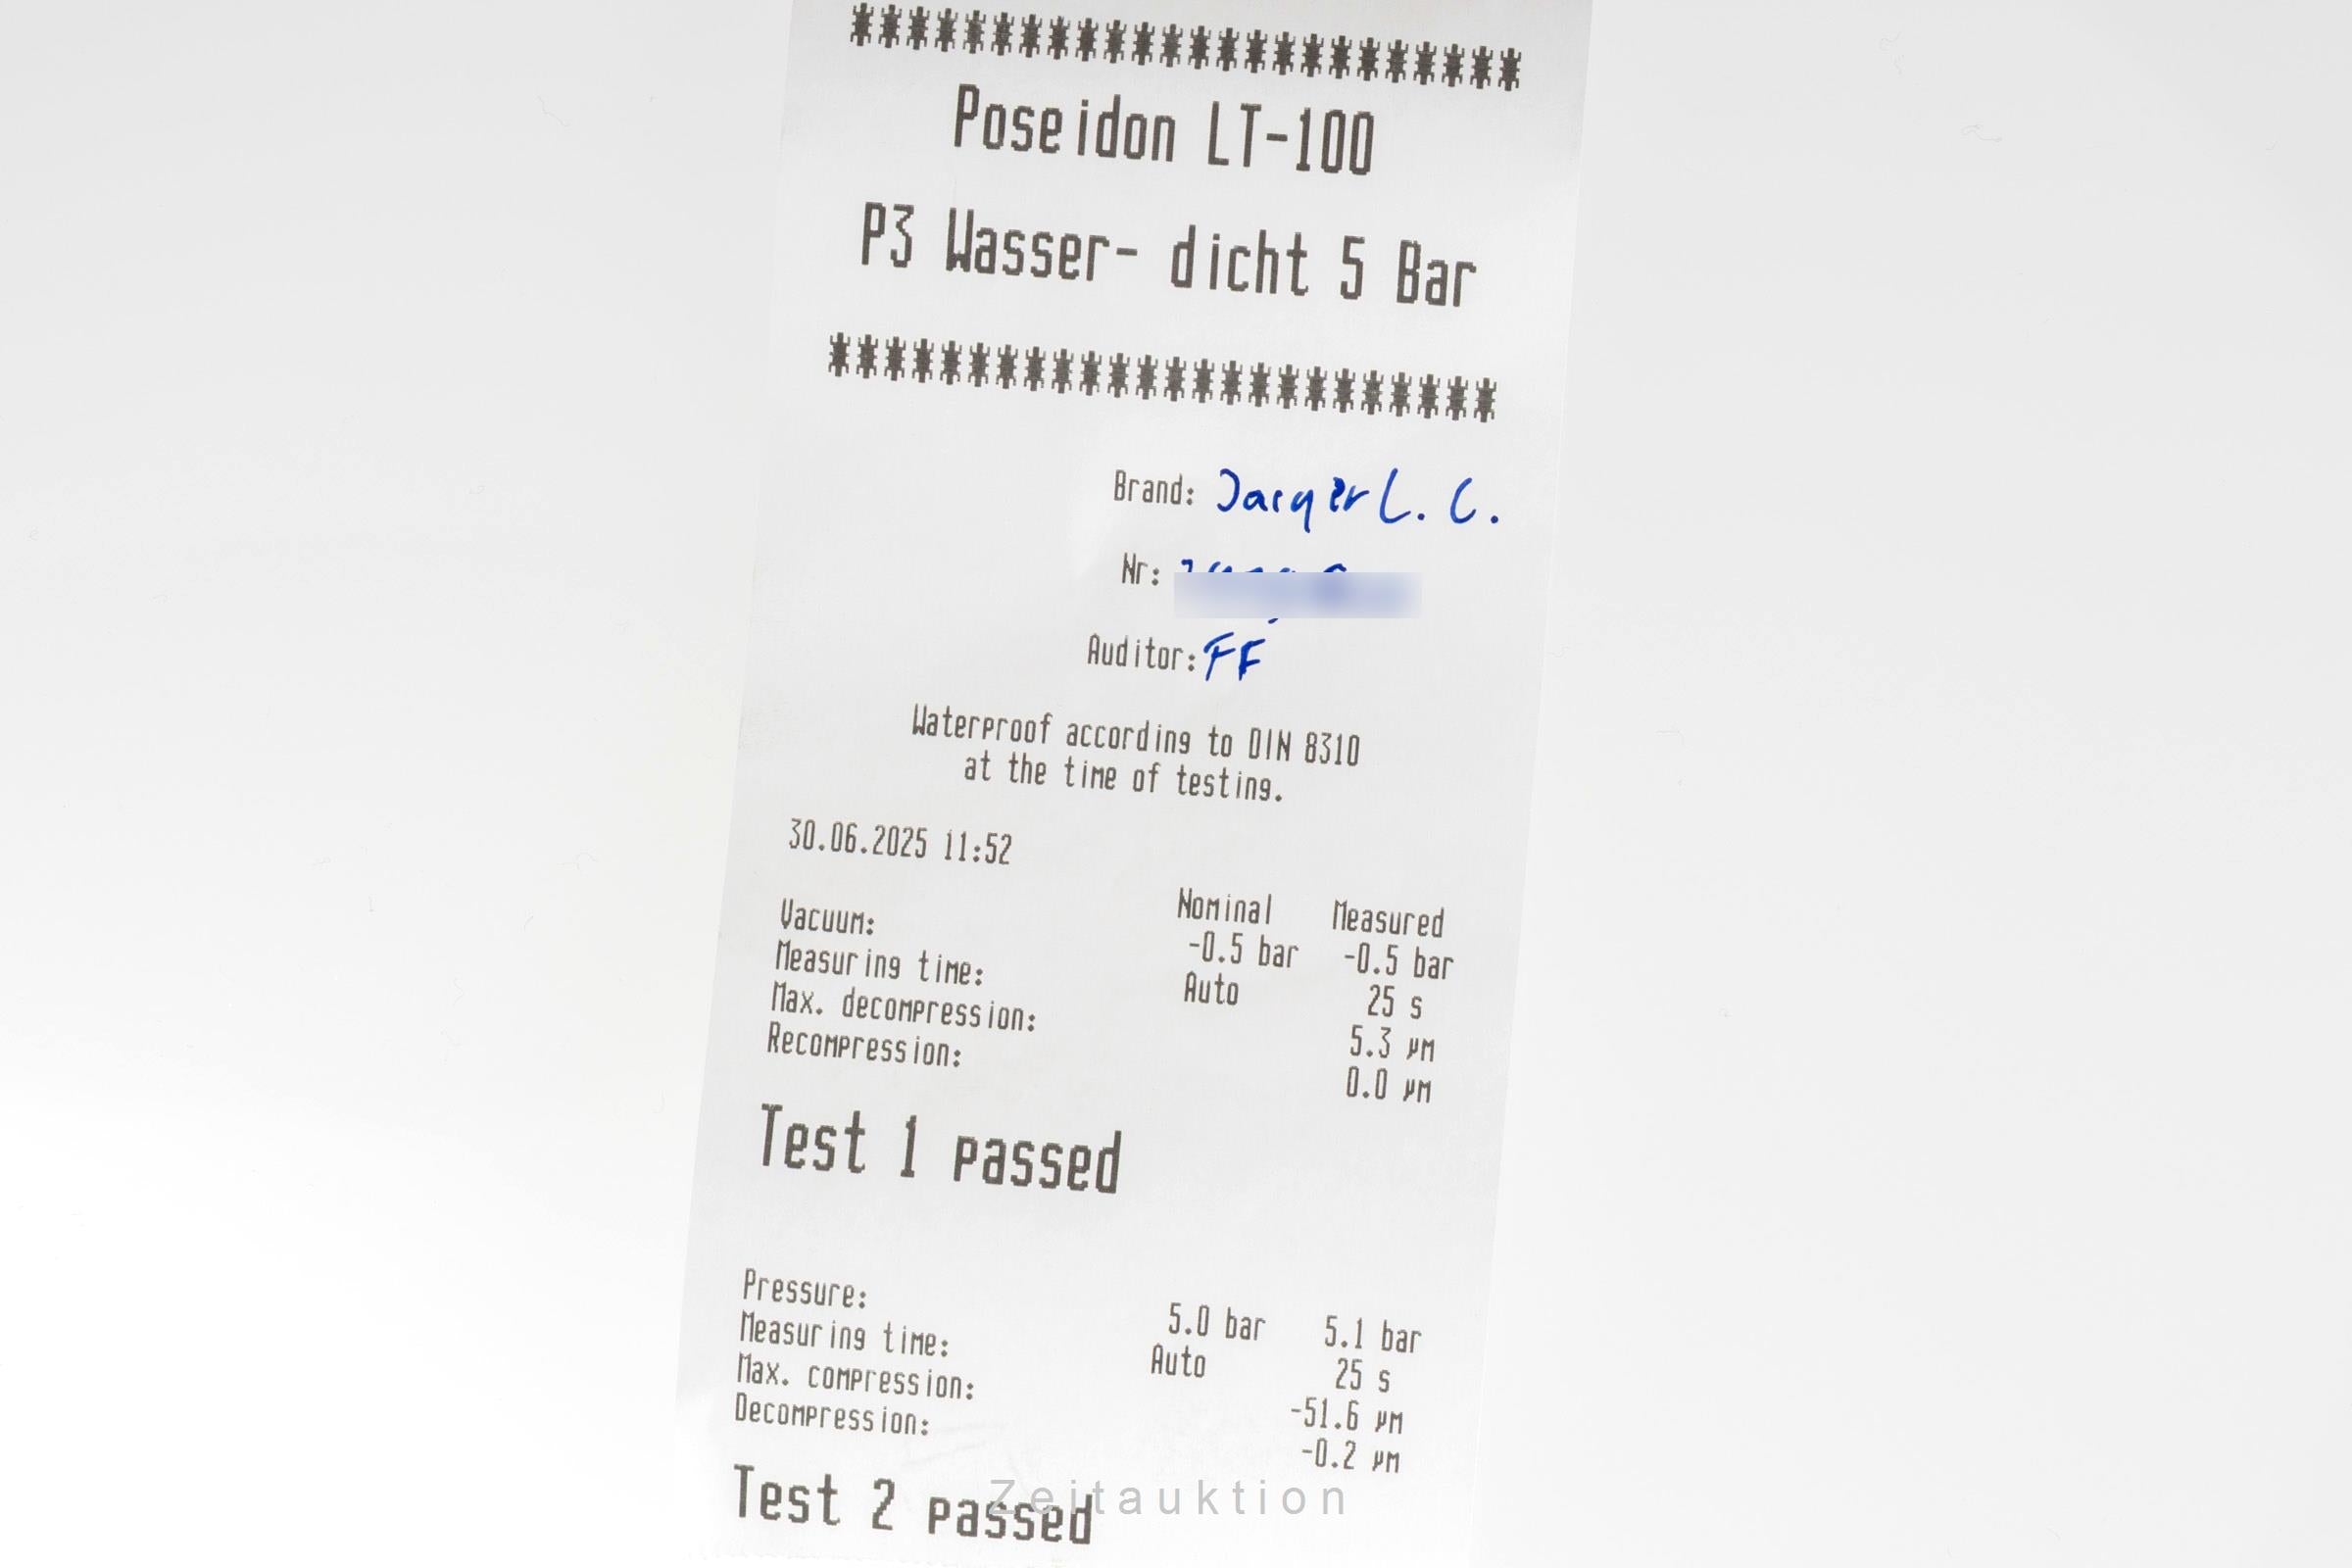 ************************
Poseidon LT-100
P3 Wasser- dicht 5 Bar
************************
Brand: Jaeger L. C.
Nr:
Auditor: FF
Waterproof according to DIN 8310
at the time of testing.
30.06.2025 11:52
Nominal Measured
Vacuum: -0.5 bar -0.5 bar
Measuring time: Auto 25 s
Max. decompression: 5.3 µm
Recompression: 0.0 µm
Test 1 passed
Pressure: 5.0 bar 5.1 bar
Measuring time: Auto 25 s
Max. compression: -51.6 µm
Decompression: -0.2 µm
Test 2 passed
Zeitauktion